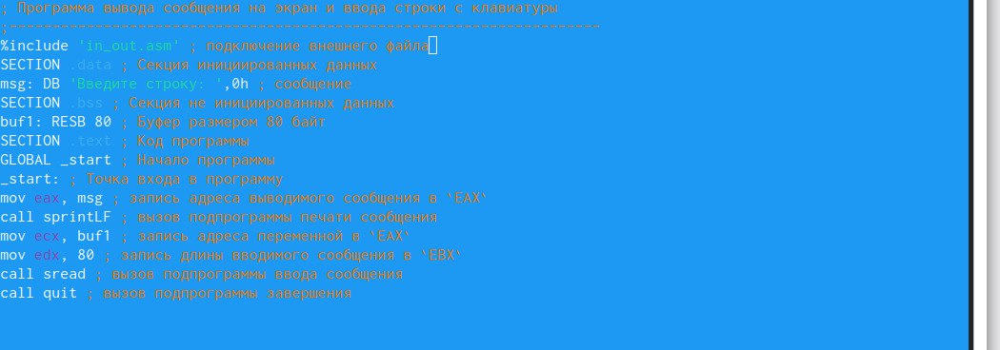 ; Программа вывода сообщения на экран и ввода строки с клавиатуры
;---------------------------------------------------------------------
%include 'in_out.asm' ; подключение внешнего файла
SECTION .data ; Секция инициированных данных
msg: DB 'Введите строку: ',0h ; сообщение
SECTION .bss ; Секция не инициированных данных
buf1: RESB 80 ; Буфер размером 80 байт
SECTION .text ; Код программы
GLOBAL _start ; Начало программы
_start: ; Точка входа в программу
mov eax, msg ; запись адреса выводимого сообщения в `EAX`
call sprintLF ; вызов подпрограммы печати сообщения
mov ecx, buf1 ; запись адреса переменной в `EAX`
mov edx, 80 ; запись длины вводимого сообщения в `EBX`
call sread ; вызов подпрограммы ввода сообщения
call quit ; вызов подпрограммы завершения